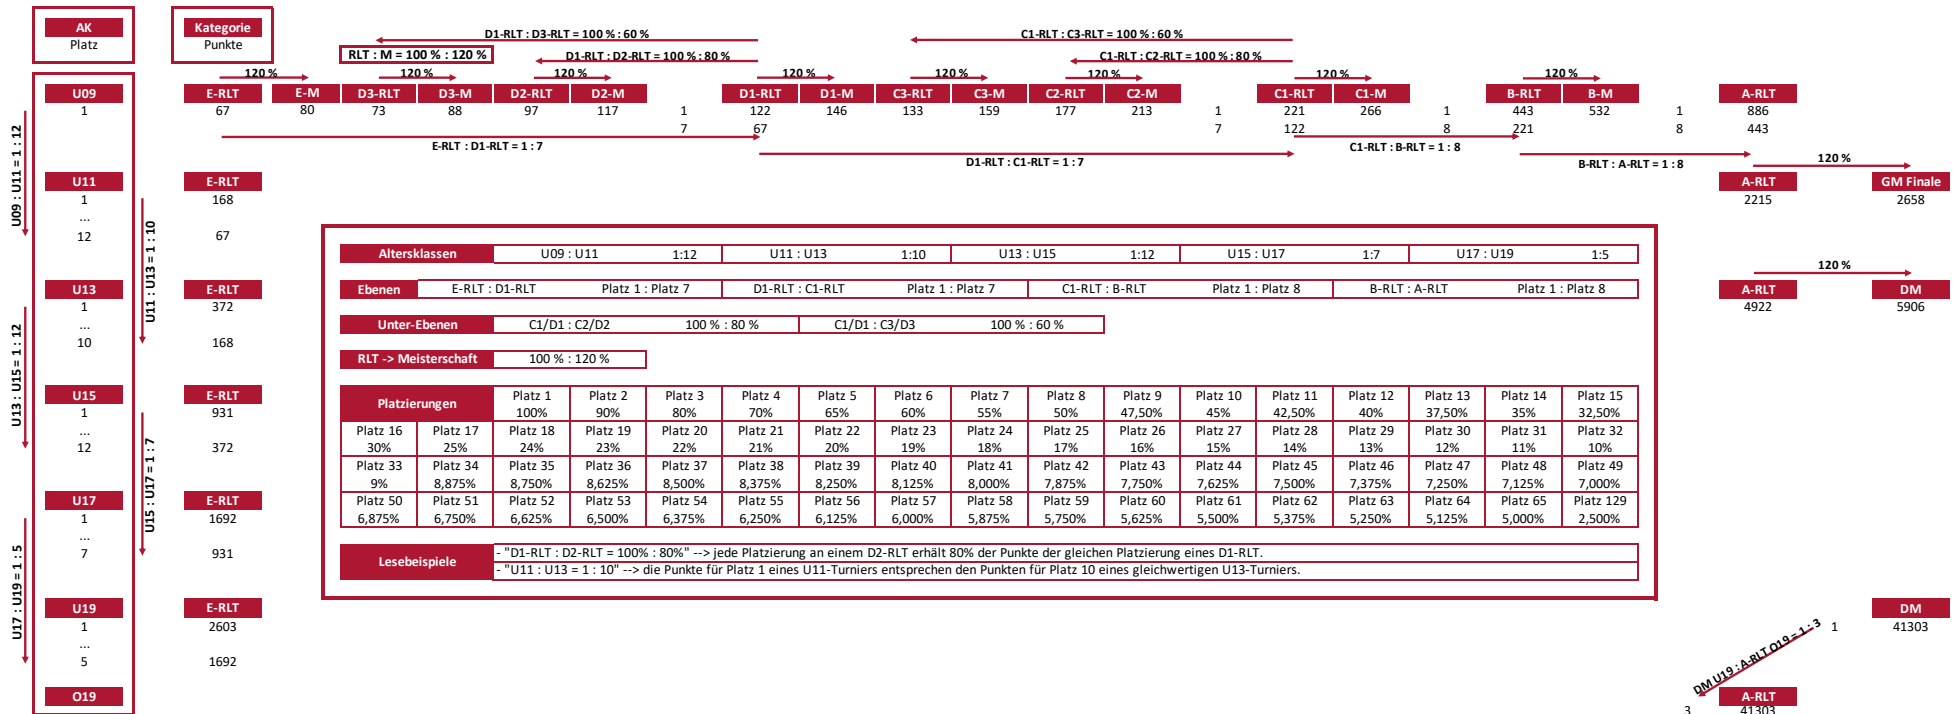 AK
Platz
Kategorie
Punkte
D1-RLT : D3-RLT = 100 % : 60 %
C1-RLT : C3-RLT = 100 % : 60 %
RLT : M = 100 % : 120 %
D1-RLT : D2-RLT = 100 % : 80 %
C1-RLT : C2-RLT = 100 % : 80 %
120 % 120 % 120 % 120 % 120 % 120 % 120 % 120 %
U09 E-RLT E-M D3-RLT D3-M D2-RLT D2-M D1-RLT D1-M C3-RLT C3-M C2-RLT C2-M C1-RLT C1-M B-RLT B-M A-RLT
1 67 80 73 88 97 117 1 122 146 133 159 177 213 1 221 266 1 443 532 1 886
7 67 7 122 8 221 8 443
E-RLT : D1-RLT = 1 : 7
D1-RLT : C1-RLT = 1 : 7
C1-RLT : B-RLT = 1 : 8
B-RLT : A-RLT = 1 : 8
120 %
U09 : U11 = 1 : 12
U11 E-RLT A-RLT GM Finale
1 168 2215 2658
...
12 67
U11 : U13 = 1 : 10
Altersklassen U09 : U11 1:12 U11 : U13 1:10 U13 : U15 1:12 U15 : U17 1:7 U17 : U19 1:5
120 %
U13 E-RLT Ebenen E-RLT : D1-RLT Platz 1 : Platz 7 D1-RLT : C1-RLT Platz 1 : Platz 7 C1-RLT : B-RLT Platz 1 : Platz 8 B-RLT : A-RLT Platz 1 : Platz 8 A-RLT DM
1 372 4922 5906
...
10 168
U13 : U15 = 1 : 12
Unter-Ebenen C1/D1 : C2/D2 100 % : 80 % C1/D1 : C3/D3 100 % : 60 %
RLT -> Meisterschaft 100 % : 120 %
U15 E-RLT
1 931
...
12 372
U15 : U17 = 1 : 7
Platzierungen Platz 1 Platz 2 Platz 3 Platz 4 Platz 5 Platz 6 Platz 7 Platz 8 Platz 9 Platz 10 Platz 11 Platz 12 Platz 13 Platz 14 Platz 15
100% 90% 80% 70% 65% 60% 55% 50% 47,50% 45% 42,50% 40% 37,50% 35% 32,50%
Platz 16 Platz 17 Platz 18 Platz 19 Platz 20 Platz 21 Platz 22 Platz 23 Platz 24 Platz 25 Platz 26 Platz 27 Platz 28 Platz 29 Platz 30 Platz 31 Platz 32
30% 25% 24% 23% 22% 21% 20% 19% 18% 17% 16% 15% 14% 13% 12% 11% 10%
Platz 33 Platz 34 Platz 35 Platz 36 Platz 37 Platz 38 Platz 39 Platz 40 Platz 41 Platz 42 Platz 43 Platz 44 Platz 45 Platz 46 Platz 47 Platz 48 Platz 49
9% 8,875% 8,750% 8,625% 8,500% 8,375% 8,250% 8,125% 8,000% 7,875% 7,750% 7,625% 7,500% 7,375% 7,250% 7,125% 7,000%
Platz 50 Platz 51 Platz 52 Platz 53 Platz 54 Platz 55 Platz 56 Platz 57 Platz 58 Platz 59 Platz 60 Platz 61 Platz 62 Platz 63 Platz 64 Platz 65 Platz 129
6,875% 6,750% 6,625% 6,500% 6,375% 6,250% 6,125% 6,000% 5,875% 5,750% 5,625% 5,500% 5,375% 5,250% 5,125% 5,000% 2,500%
U17 E-RLT
1 1692
...
7 931
U17 : U19 = 1 : 5
Lesebeispiele
- "D1-RLT : D2-RLT = 100% : 80%" --> jede Platzierung an einem D2-RLT erhält 80% der Punkte der gleichen Platzierung eines D1-RLT.
- "U11 : U13 = 1 : 10" --> die Punkte für Platz 1 eines U11-Turniers entsprechen den Punkten für Platz 10 eines gleichwertigen U13-Turniers.
U19 E-RLT DM
1 2603 1 41303
...
5 1692
DM U19 : A-RLT O19 = 1 : 3
O19 A-RLT
3 41303